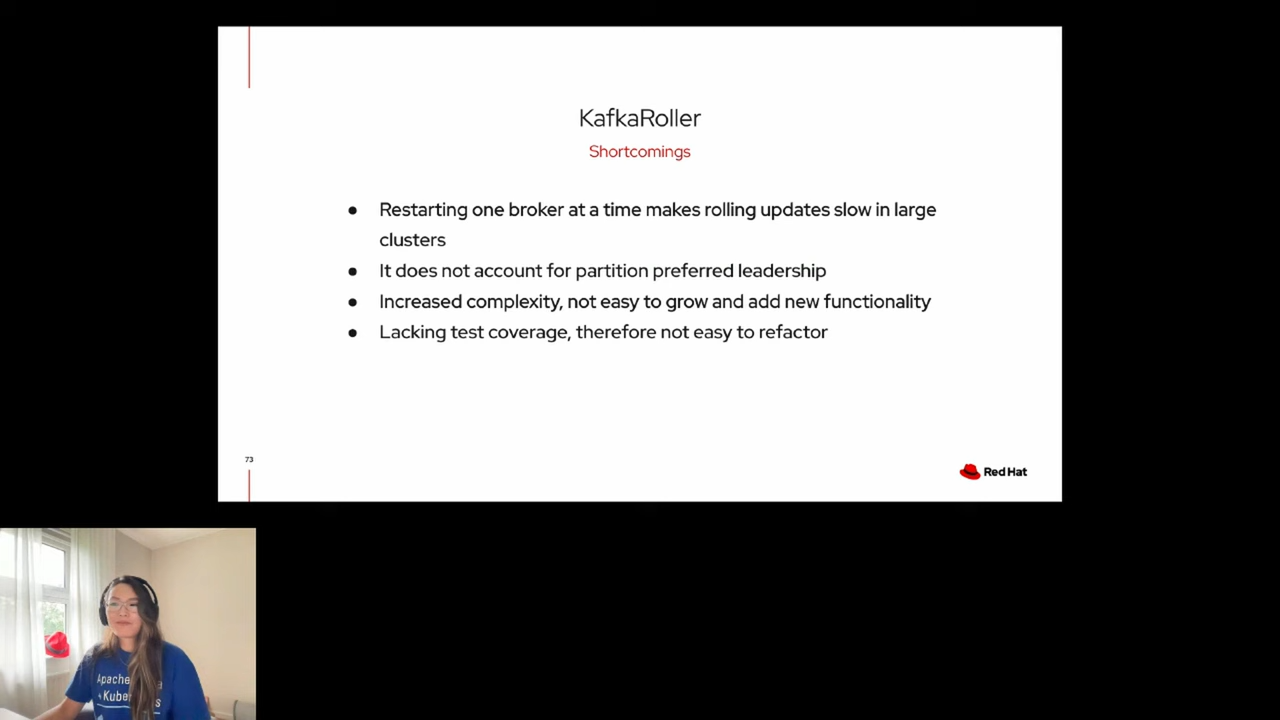 KafkaRoller
Shortcomings
● Restarting one broker at a time makes rolling updates slow in large
clusters
● It does not account for partition preferred leadership
● Increased complexity, not easy to grow and add new functionality
● Lacking test coverage, therefore not easy to refactor
73
Red Hat
Apache